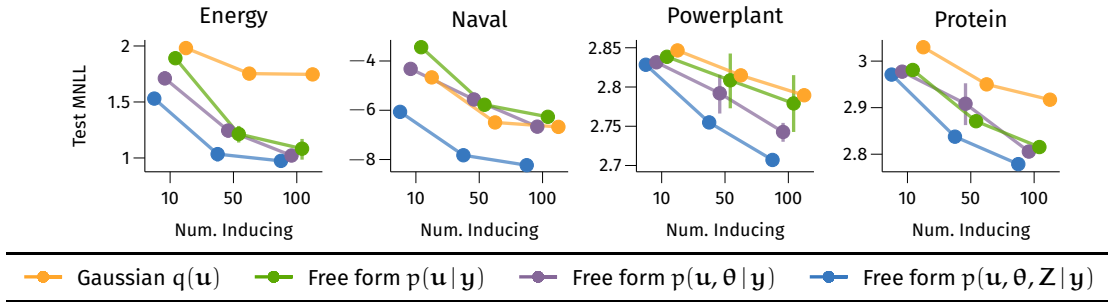 Energy Naval Powerplant Protein
Test MNLL
2
1.5
1
10 50 100
Num. Inducing
−4
−6
−8
10 50 100
Num. Inducing
2.85
2.8
2.75
2.7
10 50 100
Num. Inducing
3
2.9
2.8
10 50 100
Num. Inducing
Gaussian q(u) Free form p(u | y) Free form p(u, θ | y) Free form p(u, θ, Z | y)